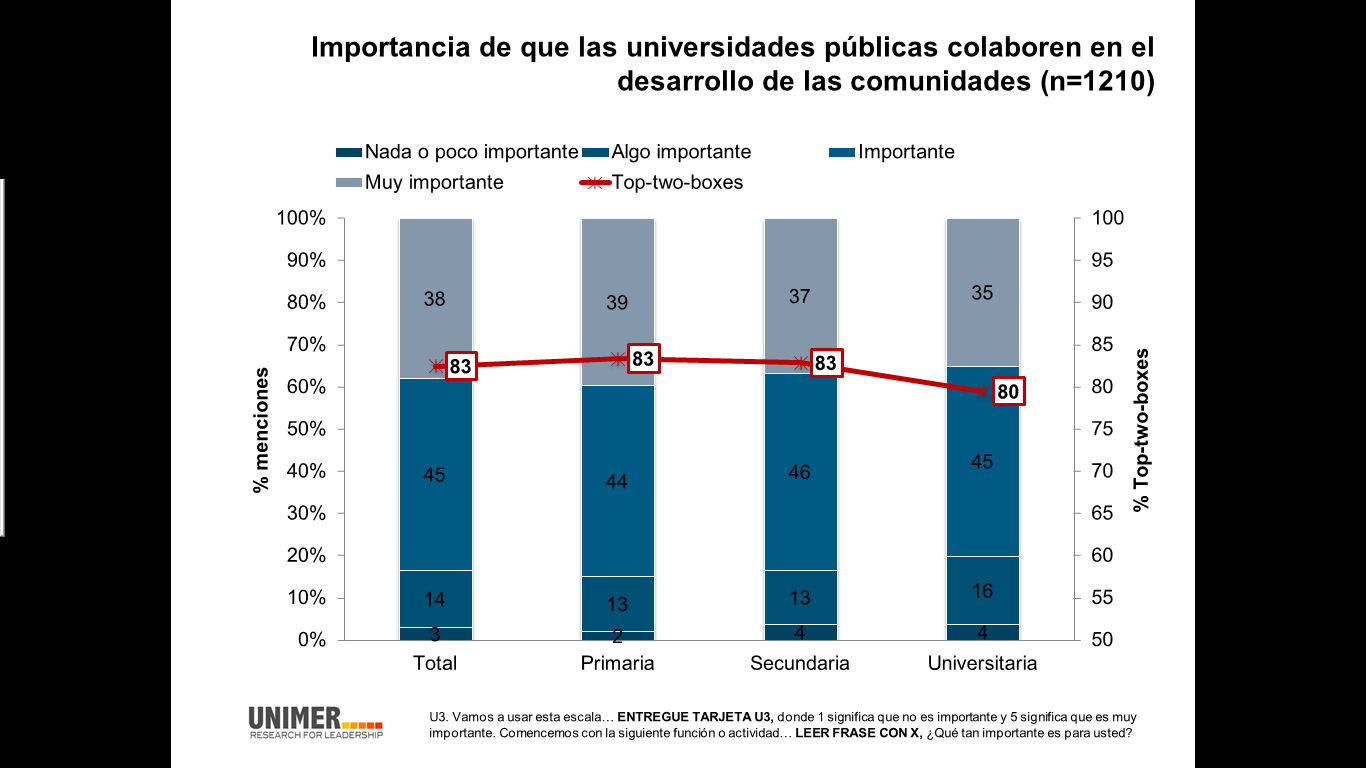 Importancia de que las universidades públicas colaboren en el
desarrollo de las comunidades (n=1210)
Nada o poco importante Algo importante Importante
Muy importante Top-two-boxes
100% 100
90% 95
80% 90
70% 85
60% 80
50% 75
40% 70
30% 65
20% 60
10% 55
0% 50
% menciones
% Top-two-boxes
38 39 37 35
83 83 83 80
45 44 46 45
14 13 13 16
3 2 4 4
Total Primaria Secundaria Universitaria
UNIMER
RESEARCH FOR LEADERSHIP
U3. Vamos a usar esta escala… ENTREGUE TARJETA U3, donde 1 significa que no es importante y 5 significa que es muy
importante. Comencemos con la siguiente función o actividad… LEER FRASE CON X, ¿Qué tan importante es para usted?